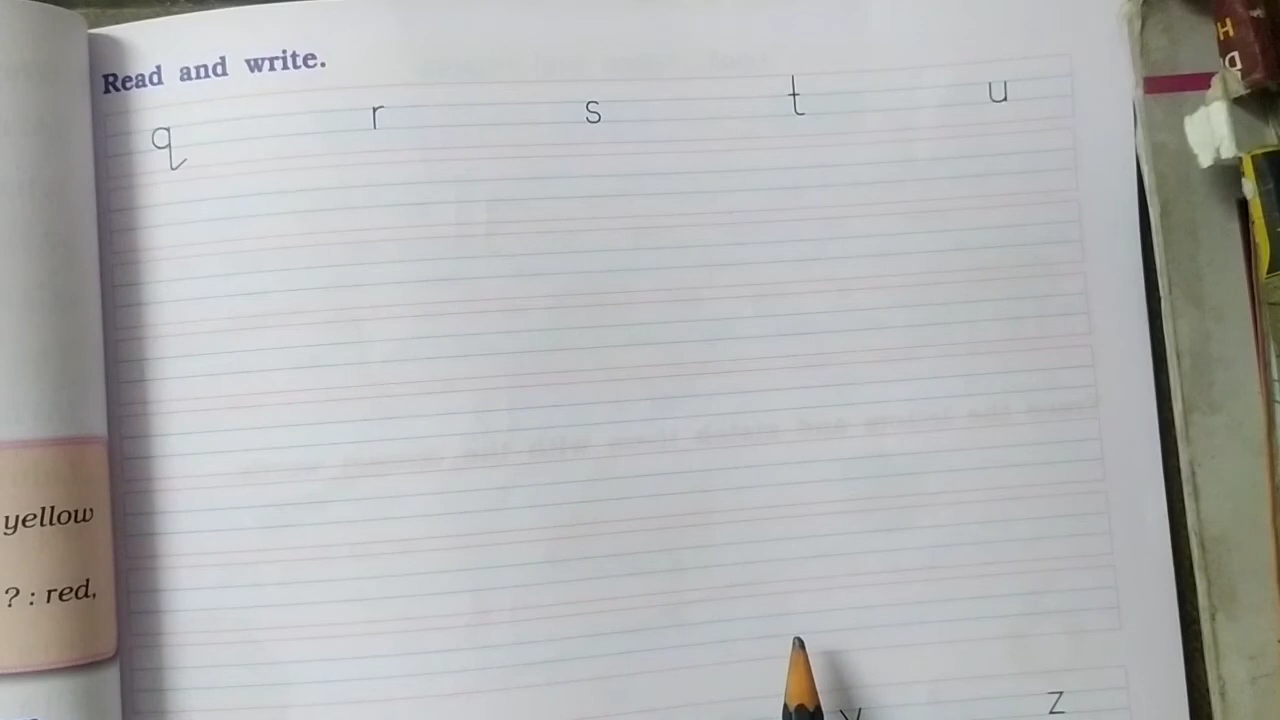 Read and write.
q r s t u
yellow
? : red,
y z